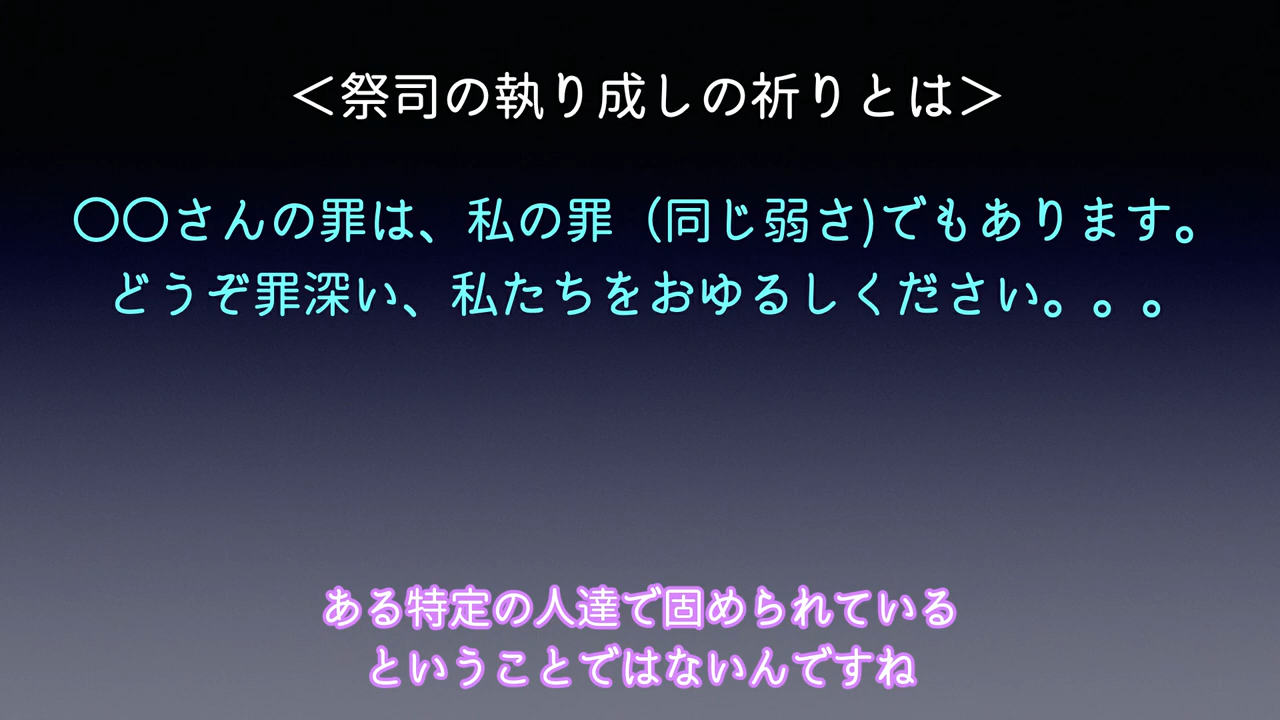 ＜祭司の執り成しの祈りとは＞
〇〇さんの罪は、私の罪（同じ弱さ)でもあります。
どうぞ罪深い、私たちをおゆるしください。。。
ある特定の人達で固められている
ということではないんですね